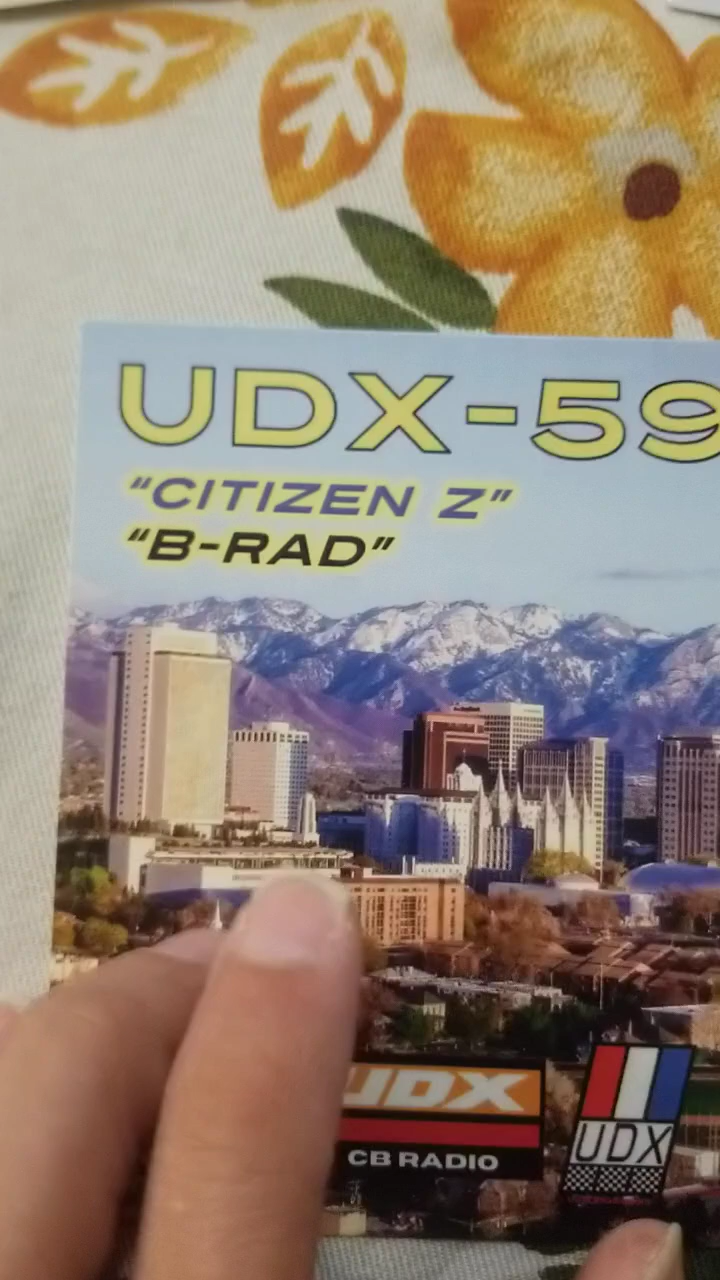 UDX-59
"CITIZEN Z"
"B-RAD"
UDX
CB RADIO
UDX